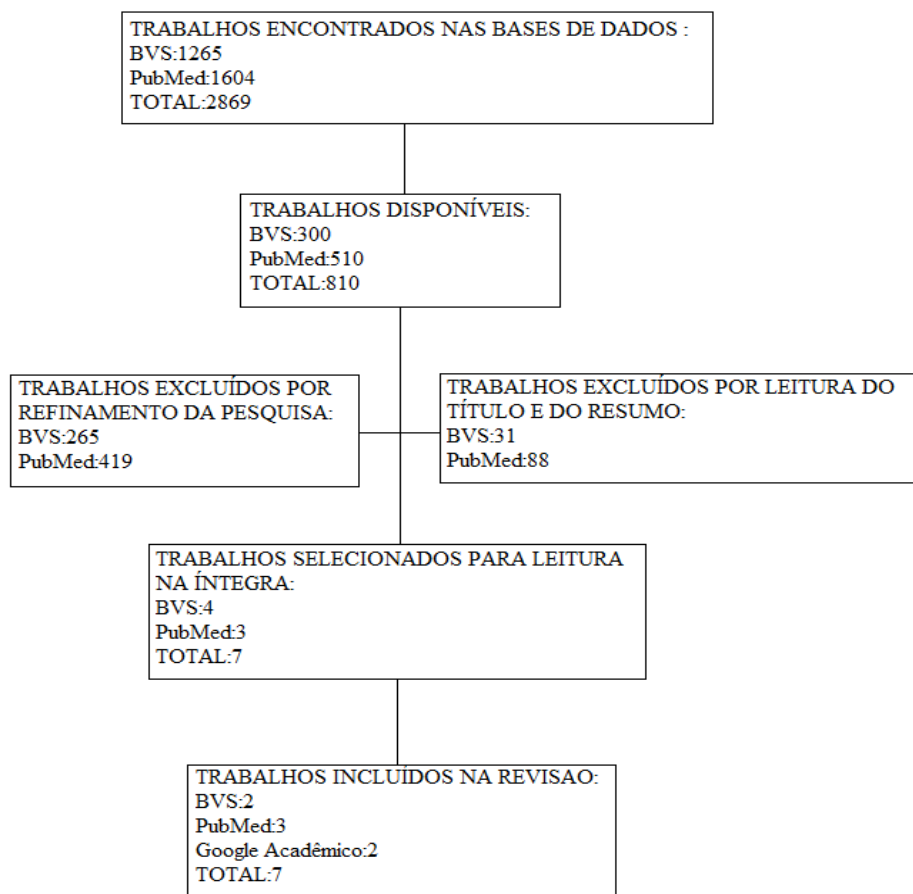 TRABALHOS ENCONTRADOS NAS BASES DE DADOS :
BVS:1265
PubMed:1604
TOTAL:2869
TRABALHOS DISPONÍVEIS:
BVS:300
PubMed:510
TOTAL:810
TRABALHOS EXCLUÍDOS POR
REFINAMENTO DA PESQUISA:
BVS:265
PubMed:419
TRABALHOS EXCLUÍDOS POR LEITURA DO
TÍTULO E DO RESUMO:
BVS:31
PubMed:88
TRABALHOS SELECIONADOS PARA LEITURA
NA ÍNTEGRA:
BVS:4
PubMed:3
TOTAL:7
TRABALHOS INCLUÍDOS NA REVISAO:
BVS:2
PubMed:3
Google Acadêmico:2
TOTAL:7